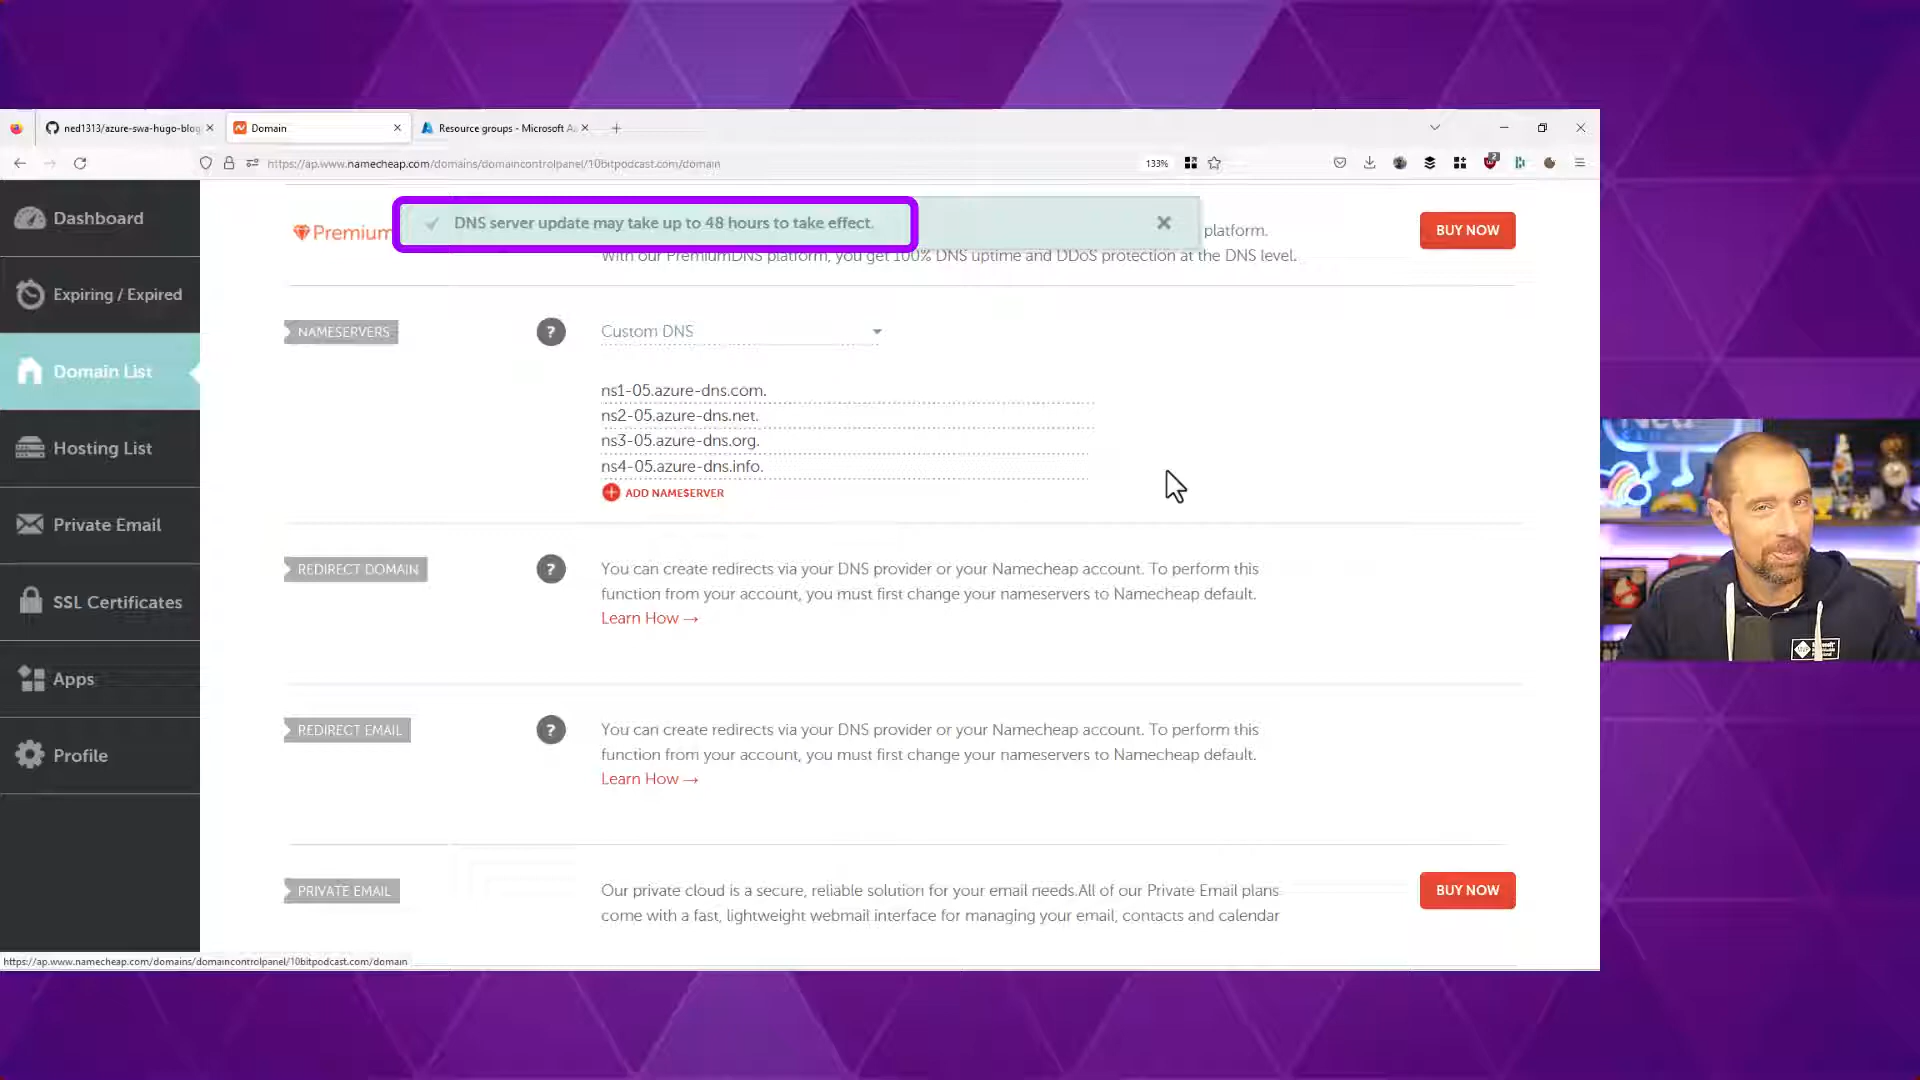 ned1313/azure-swa-hugo-blog
Domain
Resource groups - Microsoft Az
https://ap.www.namecheap.com/domains/domaincontrolpanel/10bitpodcast.com/domain
133%
2
Dashboard
Expiring / Expired
Domain List
Hosting List
Private Email
SSL Certificates
Apps
Profile
Premium
DNS server update may take up to 48 hours to take effect.
platform.
With our PremiumDNS platform, you get 100% DNS uptime and DDoS protection at the DNS level.
BUY NOW
NAMESERVERS
?
Custom DNS
ns1-05.azure-dns.com.
ns2-05.azure-dns.net.
ns3-05.azure-dns.org.
ns4-05.azure-dns.info.
ADD NAMESERVER
REDIRECT DOMAIN
?
You can create redirects via your DNS provider or your Namecheap account. To perform this
function from your account, you must first change your nameservers to Namecheap default.
Learn How →
REDIRECT EMAIL
?
You can create redirects via your DNS provider or your Namecheap account. To perform this
function from your account, you must first change your nameservers to Namecheap default.
Learn How →
PRIVATE EMAIL
Our private cloud is a secure, reliable solution for your email needs.All of our Private Email plans
come with a fast, lightweight webmail interface for managing your email, contacts and calendar
BUY NOW
https://ap.www.namecheap.com/domains/domaincontrolpanel/10bitpodcast.com/domain